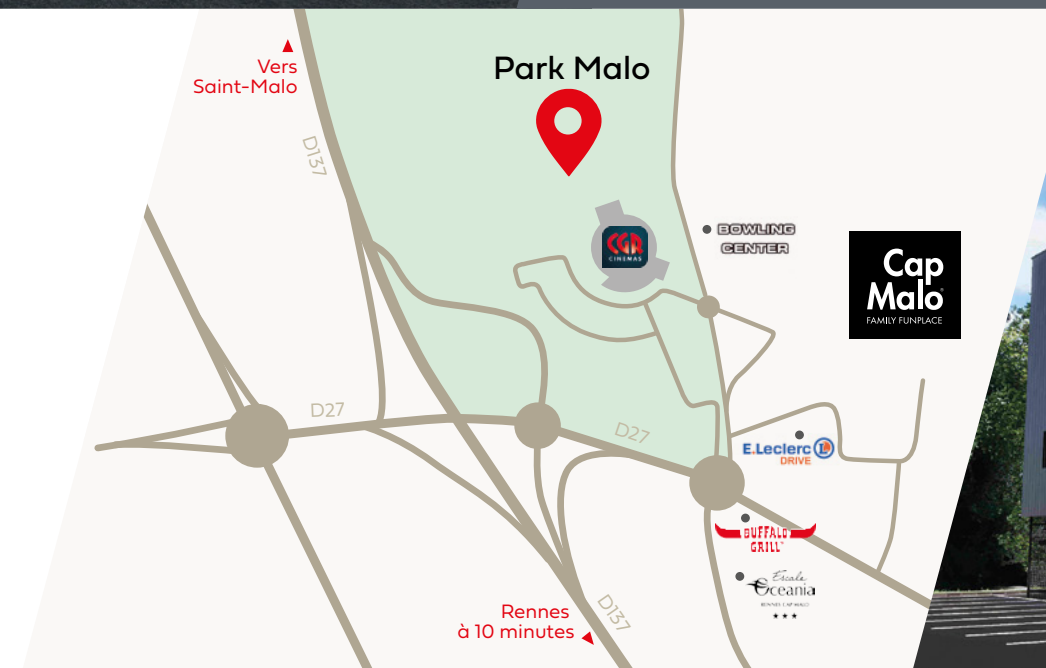 Park Malo
Vers
Saint-Malo
D137
BOWLING
CENTER
CGR
CINEMAS
Cap
Malo
FAMILY FUNPLACE
D27
D27
E.Leclerc L
DRIVE
BUFFALO
GRILL
Escale
Oceania
RENNES CAP MALO
Rennes
à 10 minutes
D137